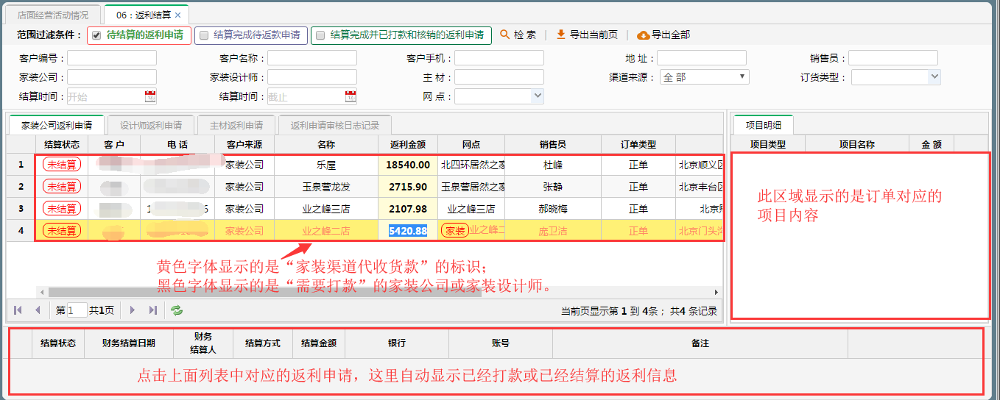 店面经营活动情况 06：返利结算 ×
范围过滤条件： 待结算的返利申请 结算完成待返款申请 结算完成并已打款和核销的返利申请 检 索 导出当前页 导出全部
客户编号： 客户名称： 客户手机： 地 址： 销售员：
家装公司： 家装设计师： 主 材： 渠道来源： 全 部 订货类型：
结算时间： 开始 结算时间： 截止 网 点：
家装公司返利申请 设计师返利申请 主材返利申请 返利申请审核日志记录 项目明细
结算状态 客 户 电 话 客户来源 名称 返利金额 网点 销售员 订单类型 项目类型 项目名称 金 额
1 未结算 家装公司 乐屋 18540.00 北四环居然之家 杜峰 正单 北京顺义区
2 未结算 家装公司 玉泉营龙发 2715.90 玉泉营居然之家 张静 正单 北京丰台区
3 未结算 家装公司 业之峰三店 2107.98 业之峰三店 郝晓梅 正单 北京
4 未结算 家装公司 业之峰二店 5420.88 家装 业之峰二 庞卫洁 正单 北京门头沟
此区域显示的是订单对应的
项目内容
黄色字体显示的是“家装渠道代收货款”的标识；
黑色字体显示的是“需要打款”的家装公司或家装设计师。
第 1 共1页 当前页显示第 1 到 4条； 共4 条记录
结算状态 财务结算日期 财务 结算方式 结算金额 银行 账号 备注
结算人
点击上面列表中对应的返利申请，这里自动显示已经打款或已经结算的返利信息